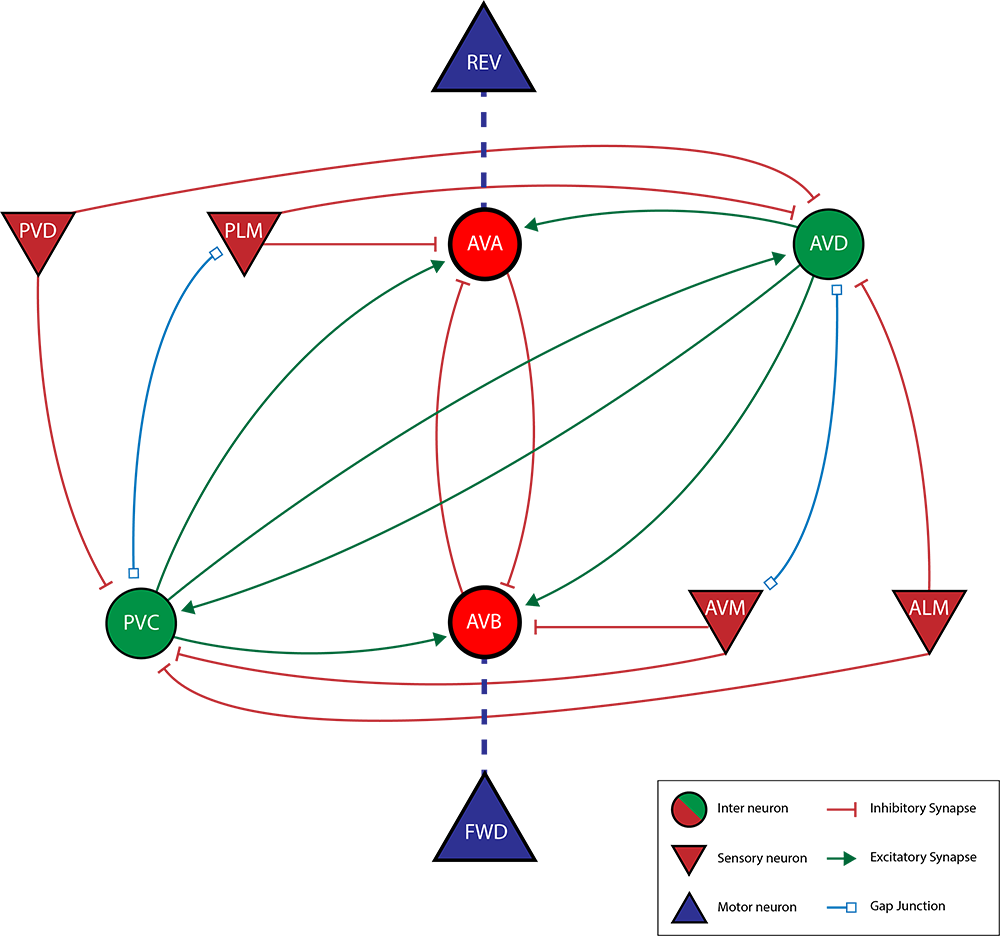 REV
PVD
PLM
AVA
AVD
PVC
AVB
AVM
ALM
FWD
Inter neuron
Inhibitory Synapse
Sensory neuron
Excitatory Synapse
Motor neuron
Gap Junction